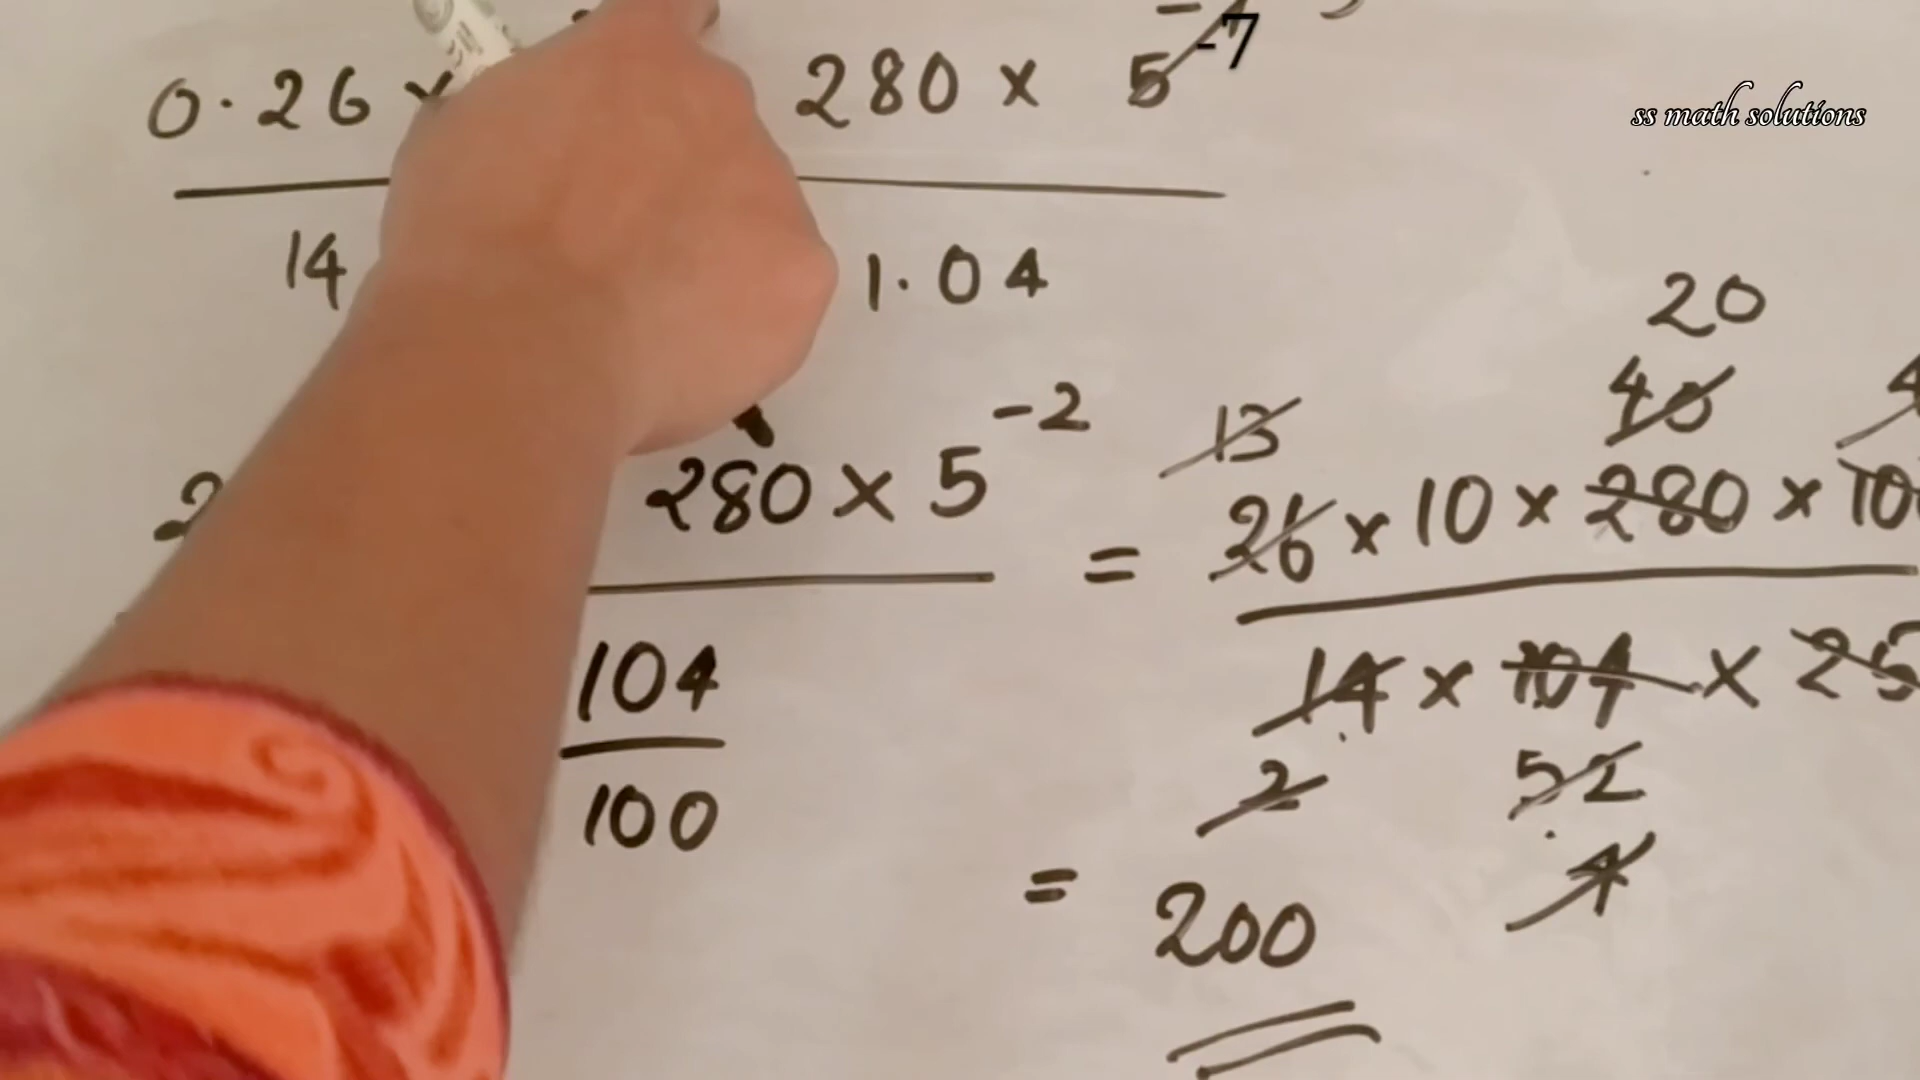 0.26 × 280 × 5 -7
ss math solutions
14 1.04
20
40 4
13
280 × 5 -2
= 26 × 10 × 280 × 10
14 × 104 × 25
104
100
2 52
4
= 200